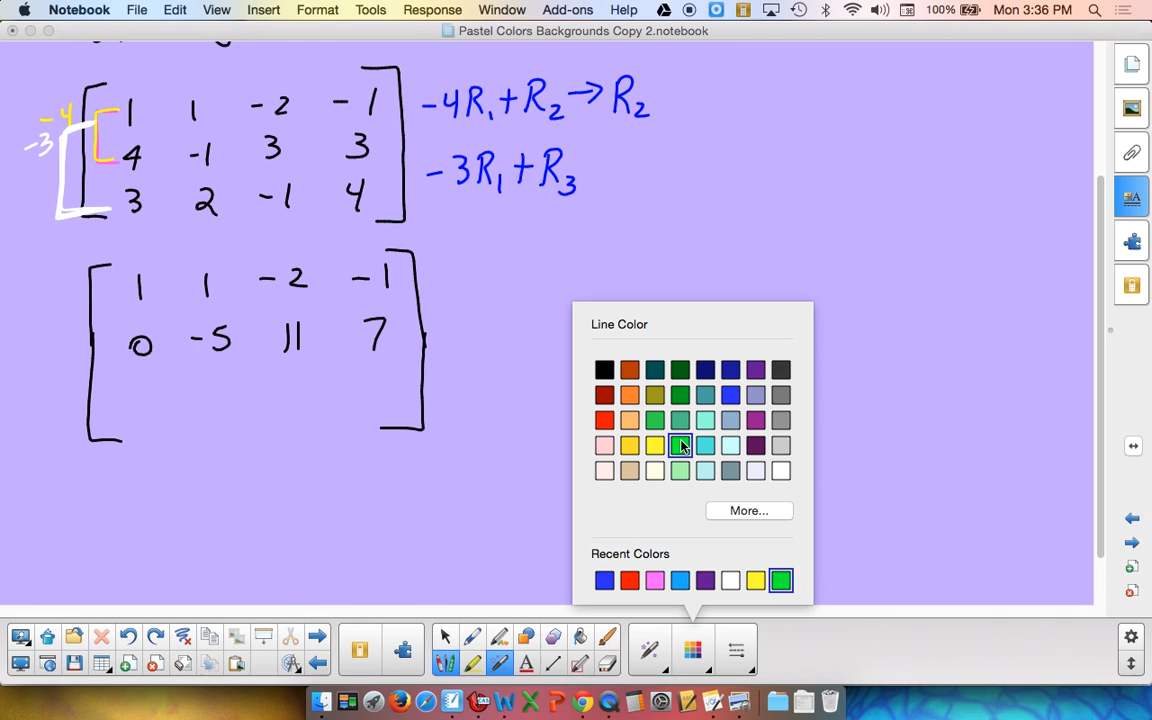 Notebook File Edit View Insert Format Tools Response Window Add-ons Help 100% Mon 3:36 PM
Pastel Colors Backgrounds Copy 2.notebook
-4
-3
1 1 -2 -1
4 -1 3 3
3 2 -1 4
-4R₁+R₂→R₂
-3R₁+R₃
1 1 -2 -1
0 -5 11 7
Line Color
More...
Recent Colors